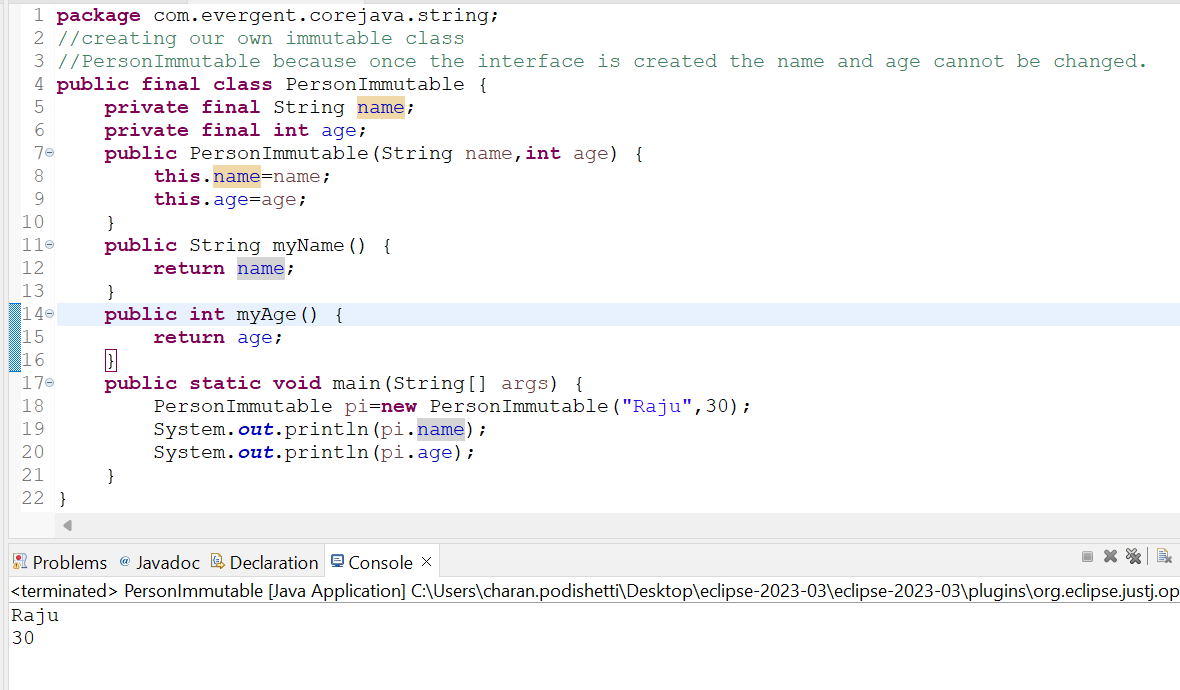 1 package com.evergent.corejava.string;
2 //creating our own immutable class
3 //PersonImmutable because once the interface is created the name and age cannot be changed.
4 public final class PersonImmutable {
5     private final String name;
6     private final int age;
7     public PersonImmutable(String name,int age) {
8         this.name=name;
9         this.age=age;
10     }
11     public String myName() {
12         return name;
13     }
14     public int myAge() {
15         return age;
16     }
17     public static void main(String[] args) {
18         PersonImmutable pi=new PersonImmutable("Raju",30);
19         System.out.println(pi.name);
20         System.out.println(pi.age);
21     }
22 }
Problems @ Javadoc Declaration Console
<terminated> PersonImmutable [Java Application] C:\Users\charan.podishetti\Desktop\eclipse-2023-03\eclipse-2023-03\plugins\org.eclipse.justj.op
Raju
30